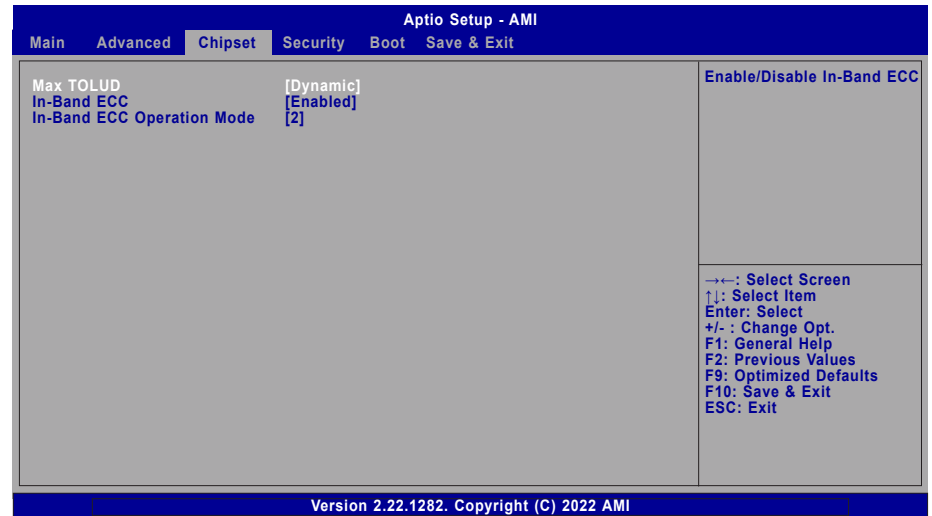 Aptio Setup - AMI
Main Advanced Chipset Security Boot Save & Exit
Max TOLUD [Dynamic]
In-Band ECC [Enabled]
In-Band ECC Operation Mode [2]
Enable/Disable In-Band ECC
→←: Select Screen
↑↓: Select Item
Enter: Select
+/- : Change Opt.
F1: General Help
F2: Previous Values
F9: Optimized Defaults
F10: Save & Exit
ESC: Exit
Version 2.22.1282. Copyright (C) 2022 AMI